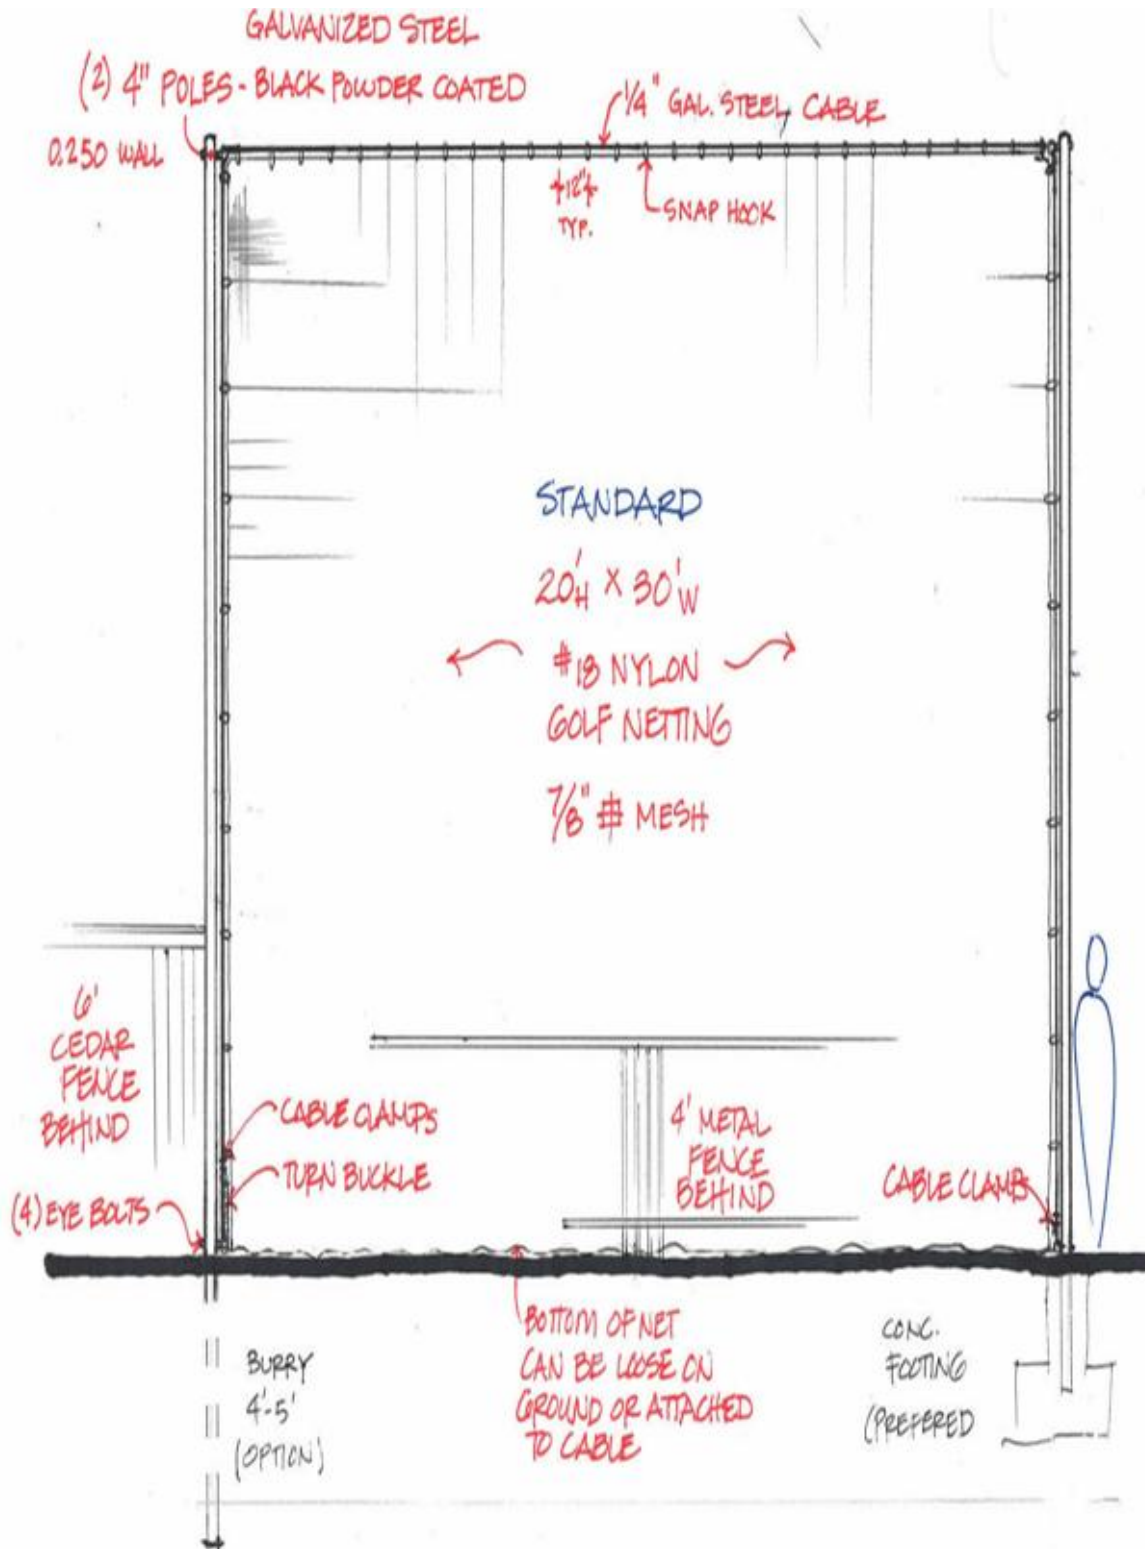 GALVANIZED STEEL
(2) 4" POLES - BLACK POWDER COATED
0.250 WALL
1/4" GAL. STEEL CABLE
12"
TYP.
SNAP HOOK
STANDARD
20'H X 30'W
#18 NYLON
GOLF NETTING
7/8" # MESH
6'
CEDAR
FENCE
BEHIND
CABLE CLAMPS
TURN BUCKLE
(4) EYE BOLTS
4' METAL
FENCE
BEHIND
CABLE CLAMBS
BOTTOM OF NET
CAN BE LOOSE ON
GROUND OR ATTACHED
TO CABLE
BURRY
4'-5'
(OPTION)
CONC.
FOOTING
(PREFERED